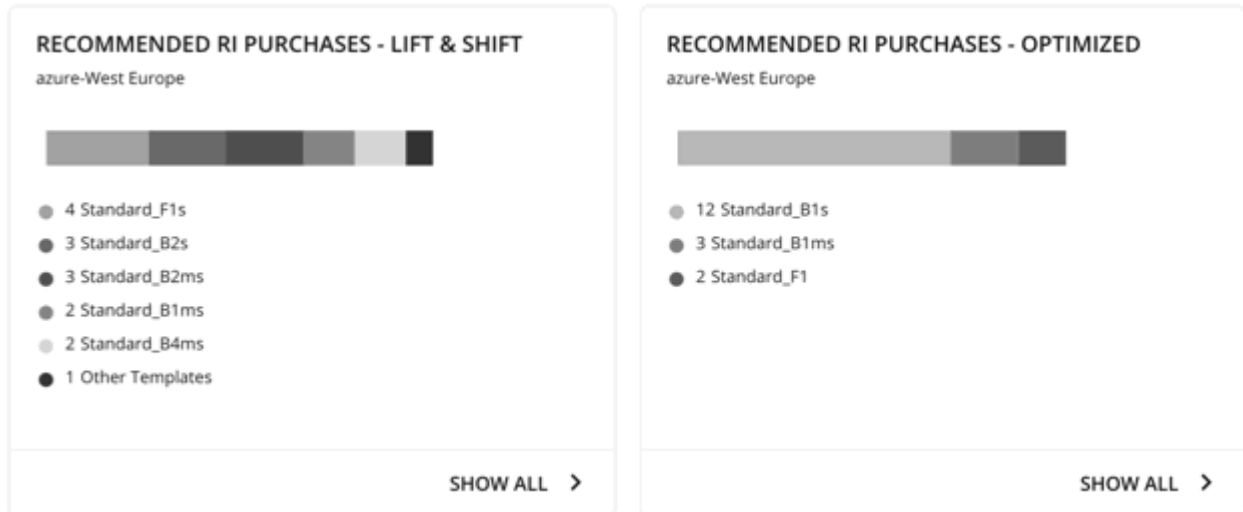 RECOMMENDED RI PURCHASES - LIFT & SHIFT
azure-West Europe
4 Standard_F1s
3 Standard_B2s
3 Standard_B2ms
2 Standard_B1ms
2 Standard_B4ms
1 Other Templates
SHOW ALL
RECOMMENDED RI PURCHASES - OPTIMIZED
azure-West Europe
12 Standard_B1s
3 Standard_B1ms
2 Standard_F1
SHOW ALL